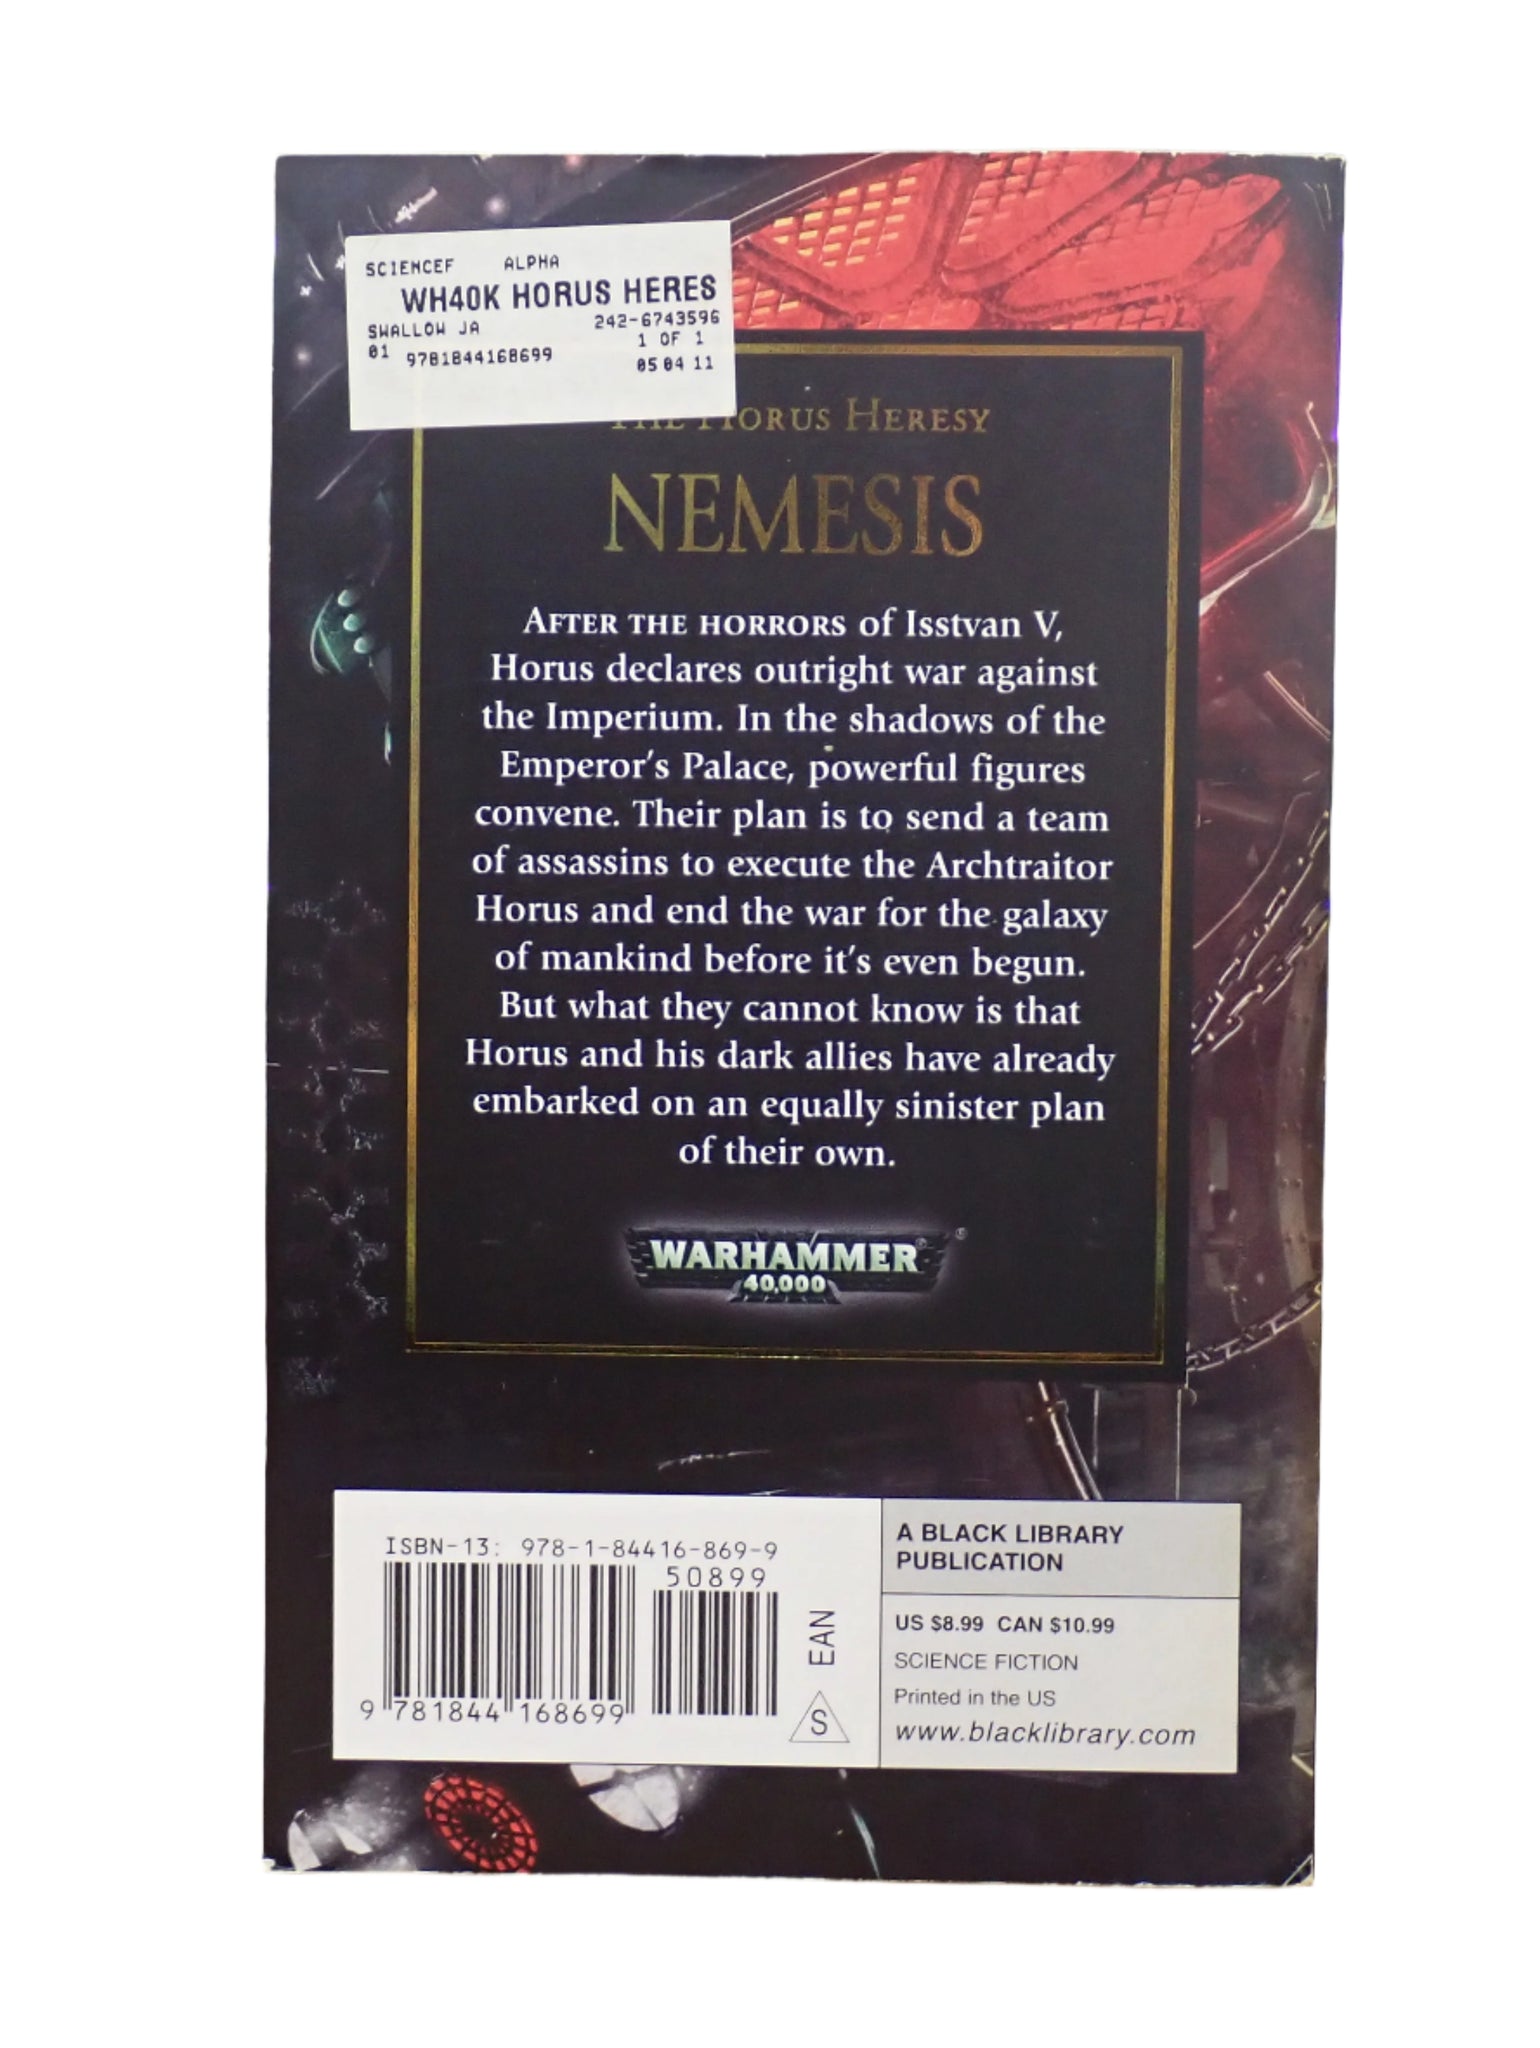 SCIENCEF ALPHA
WH40K HORUS HERES
SWALLOW JA 242-6743596
1 OF 1
01 9781844168699 05 04 11
THE HORUS HERESY
NEMESIS
AFTER THE HORRORS of Isstvan V,
Horus declares outright war against
the Imperium. In the shadows of the
Emperor's Palace, powerful figures
convene. Their plan is to send a team
of assassins to execute the Archtraitor
Horus and end the war for the galaxy
of mankind before it's even begun.
But what they cannot know is that
Horus and his dark allies have already
embarked on an equally sinister plan
of their own.
WARHAMMER®
40,000®
ISBN-13: 978-1-84416-869-9
50899
9 781844 168699
EAN
S
A BLACK LIBRARY
PUBLICATION
US $8.99 CAN $10.99
SCIENCE FICTION
Printed in the US
www.blacklibrary.com